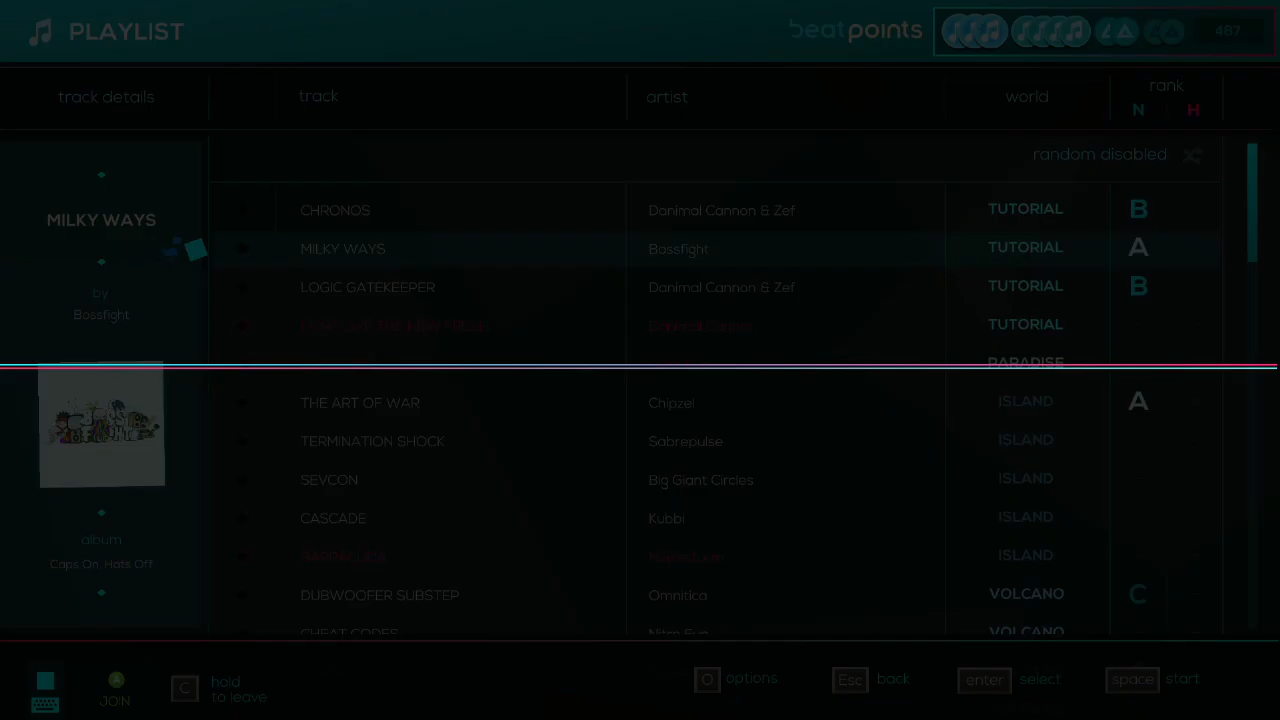 PLAYLIST
beatpoints
487
track details
track
artist
world
rank
N H
random disabled
MILKY WAYS
by
Bossfight
album
Caps On Hats Off
CHRONOS Danimal Cannon & Zef TUTORIAL B
MILKY WAYS Bossfight TUTORIAL A
LOGIC GATEKEEPER Danimal Cannon & Zef TUTORIAL B
TUTORIAL
PARADISE
THE ART OF WAR Chipzel ISLAND A
TERMINATION SHOCK Sabrepulse ISLAND
SEVCON Big Giant Circles ISLAND
CASCADE Kubbi ISLAND
ISLAND
DUBWOOFER SUBSTEP Omnitica VOLCANO C
CHEAT CODES Nitro Fun VOLCANO
A
JOIN
C hold
to leave
O options
Esc back
enter select
space start